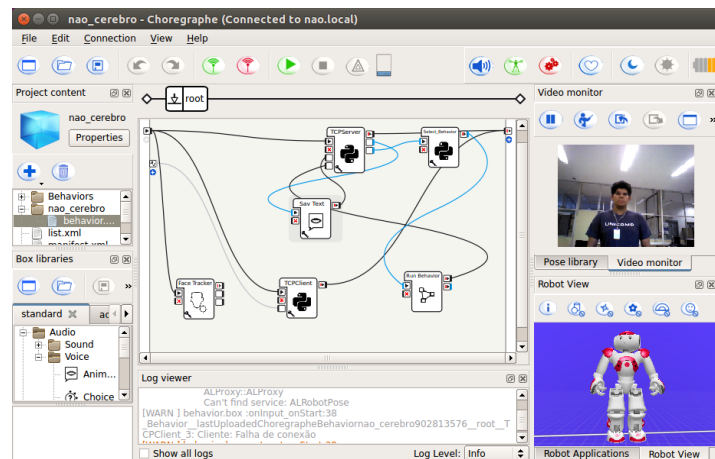 nao_cerebro - Choregraphe (Connected to nao.local)
File Edit Connection View Help
Project content
nao_cerebro
Properties
Behaviors
nao_cerebro
behavior....
list.xml
manifest.xml
Box libraries
»
standard
ac
Audio
Sound
Voice
Anim...
Choice
root
TCPServer
Select_Behavior
Say Text
Face Tracker
TCPClient
Run Behavior
Log viewer
ALProxy::ALProxy
Can't find service: ALRobotPose
[WARN ] behavior.box :onInput_onStart:38
_Behavior__lastUploadedChoregrapheBehaviornao_cerebro902813576__root__T
CPClient_3: Cliente: Falha de conexão
Show all logs
Log Level: Info
Video monitor
»
UNICAMP
Pose library Video monitor
Robot View
Robot Applications Robot View